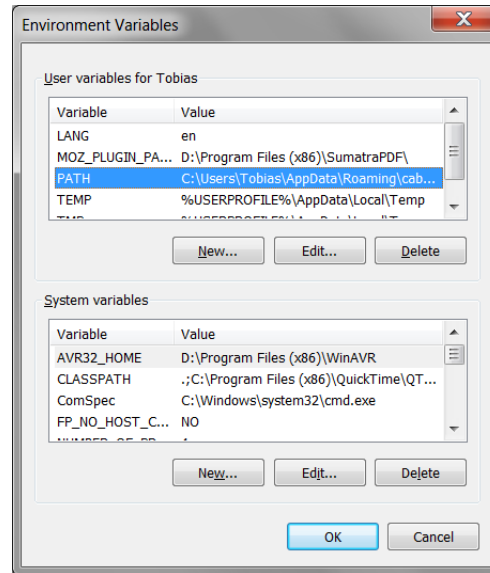 Environment Variables
User variables for Tobias
Variable Value
LANG en
MOZ_PLUGIN_PA... D:\Program Files (x86)\SumatraPDF\
PATH C:\Users\Tobias\AppData\Roaming\cab...
TEMP %USERPROFILE%\AppData\Local\Temp
New... Edit... Delete
System variables
Variable Value
AVR32_HOME D:\Program Files (x86)\WinAVR
CLASSPATH .;C:\Program Files (x86)\QuickTime\QT...
ComSpec C:\Windows\system32\cmd.exe
FP_NO_HOST_C... NO
New... Edit... Delete
OK Cancel